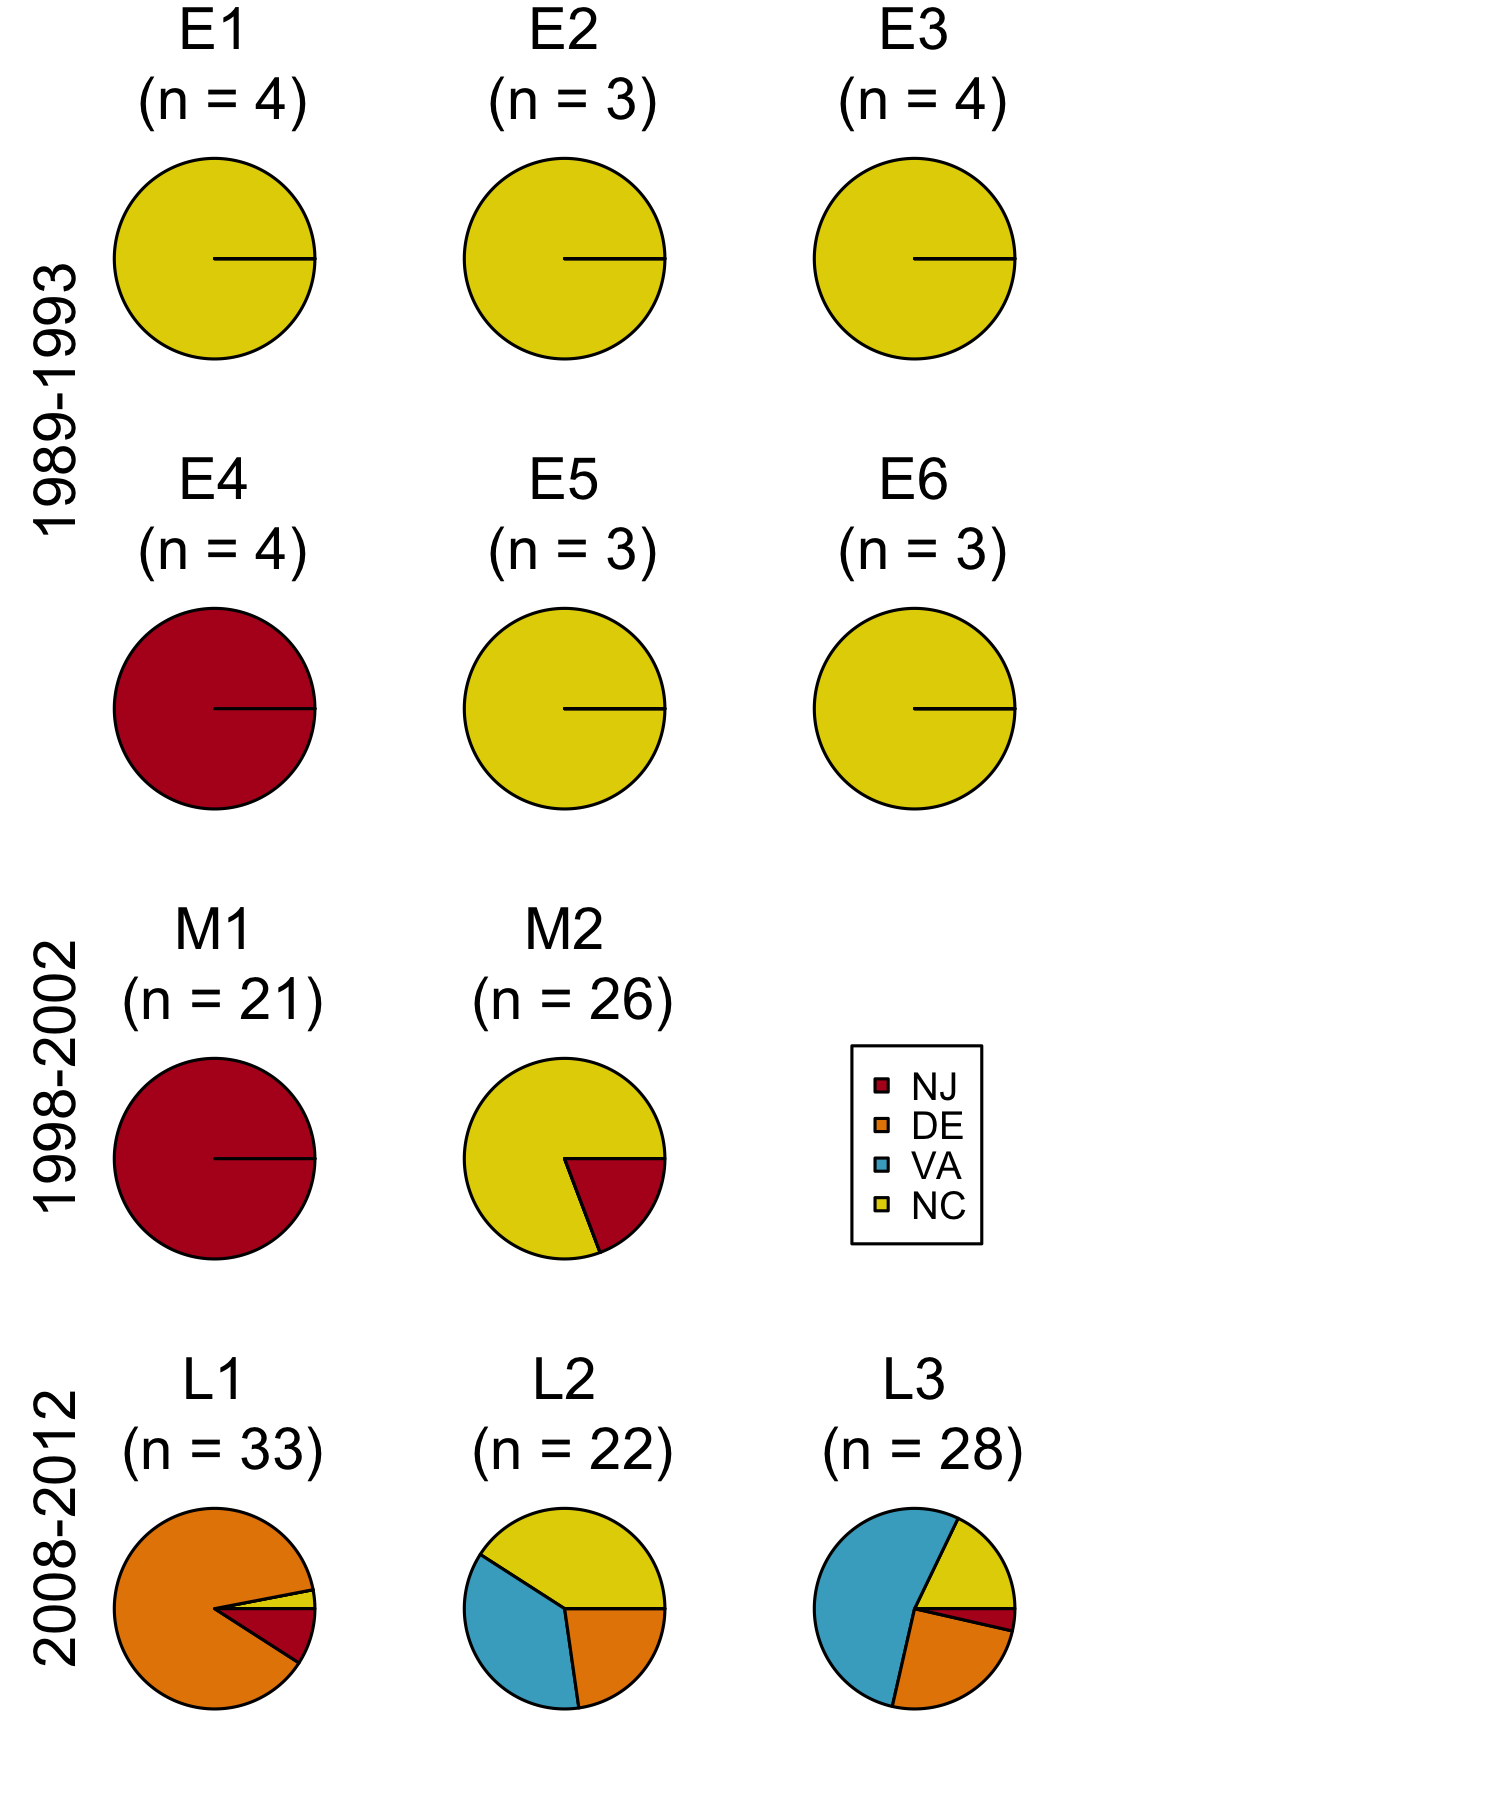 1989-1993
E1
(n = 4)
E2
(n = 3)
E3
(n = 4)
E4
(n = 4)
E5
(n = 3)
E6
(n = 3)
1998-2002
M1
(n = 21)
M2
(n = 26)
NJ
DE
VA
NC
2008-2012
L1
(n = 33)
L2
(n = 22)
L3
(n = 28)